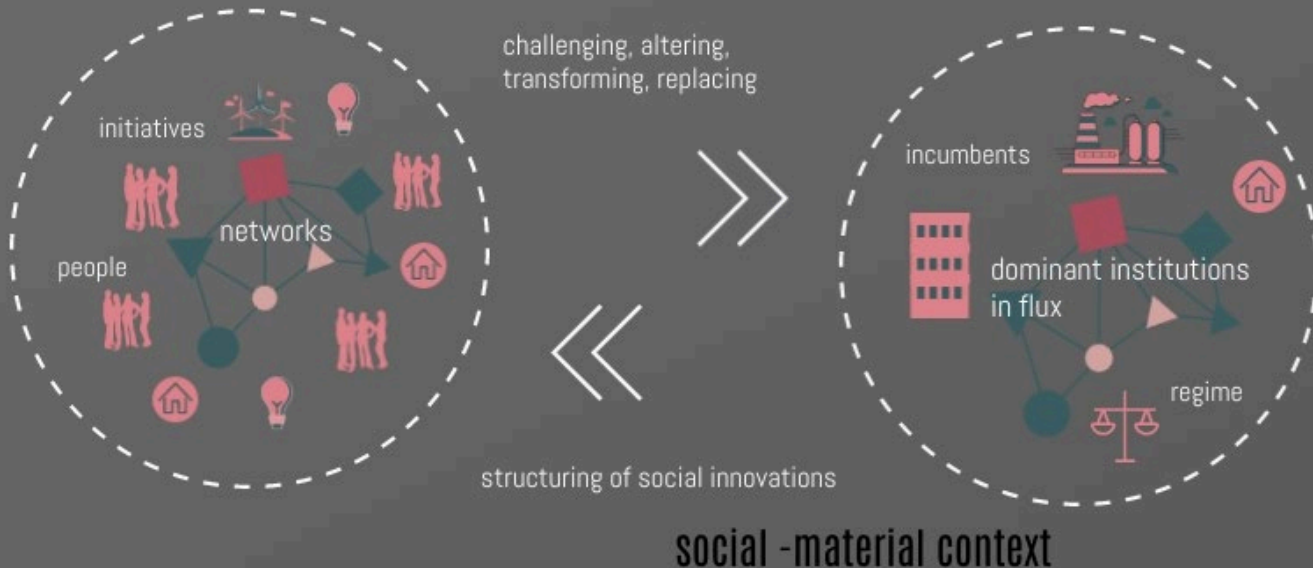 challenging, altering,
transforming, replacing
initiatives
networks
people
incumbents
dominant institutions
in flux
regime
structuring of social innovations
social -material context